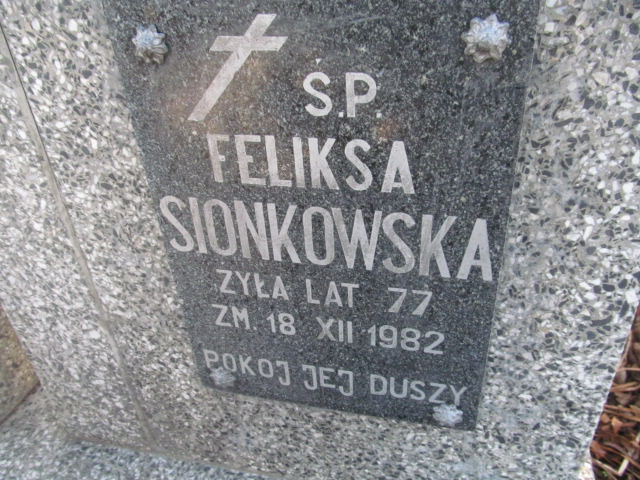 Ś.P.
FELIKSA
SIONKOWSKA
ŻYŁA LAT 77
ZM. 18 XII 1982
POKÓJ JEJ DUSZY